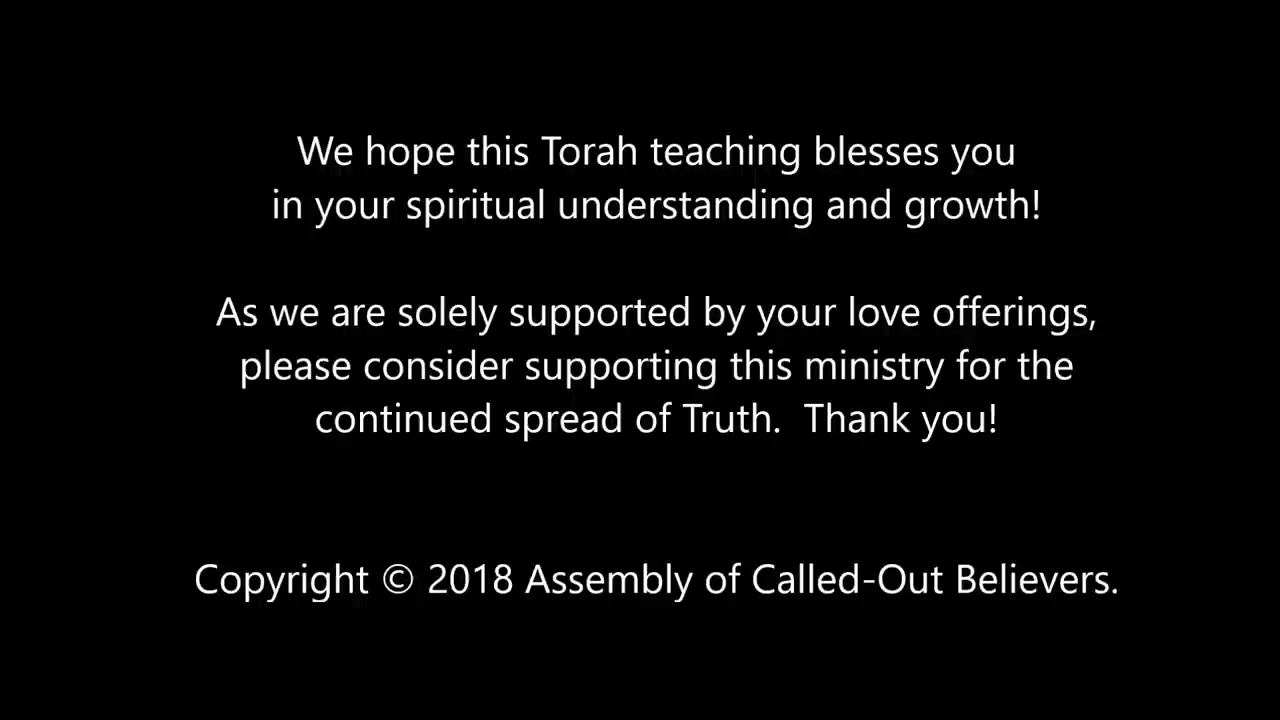 We hope this Torah teaching blesses you
in your spiritual understanding and growth!
As we are solely supported by your love offerings,
please consider supporting this ministry for the
continued spread of Truth.  Thank you!
Copyright © 2018 Assembly of Called-Out Believers.